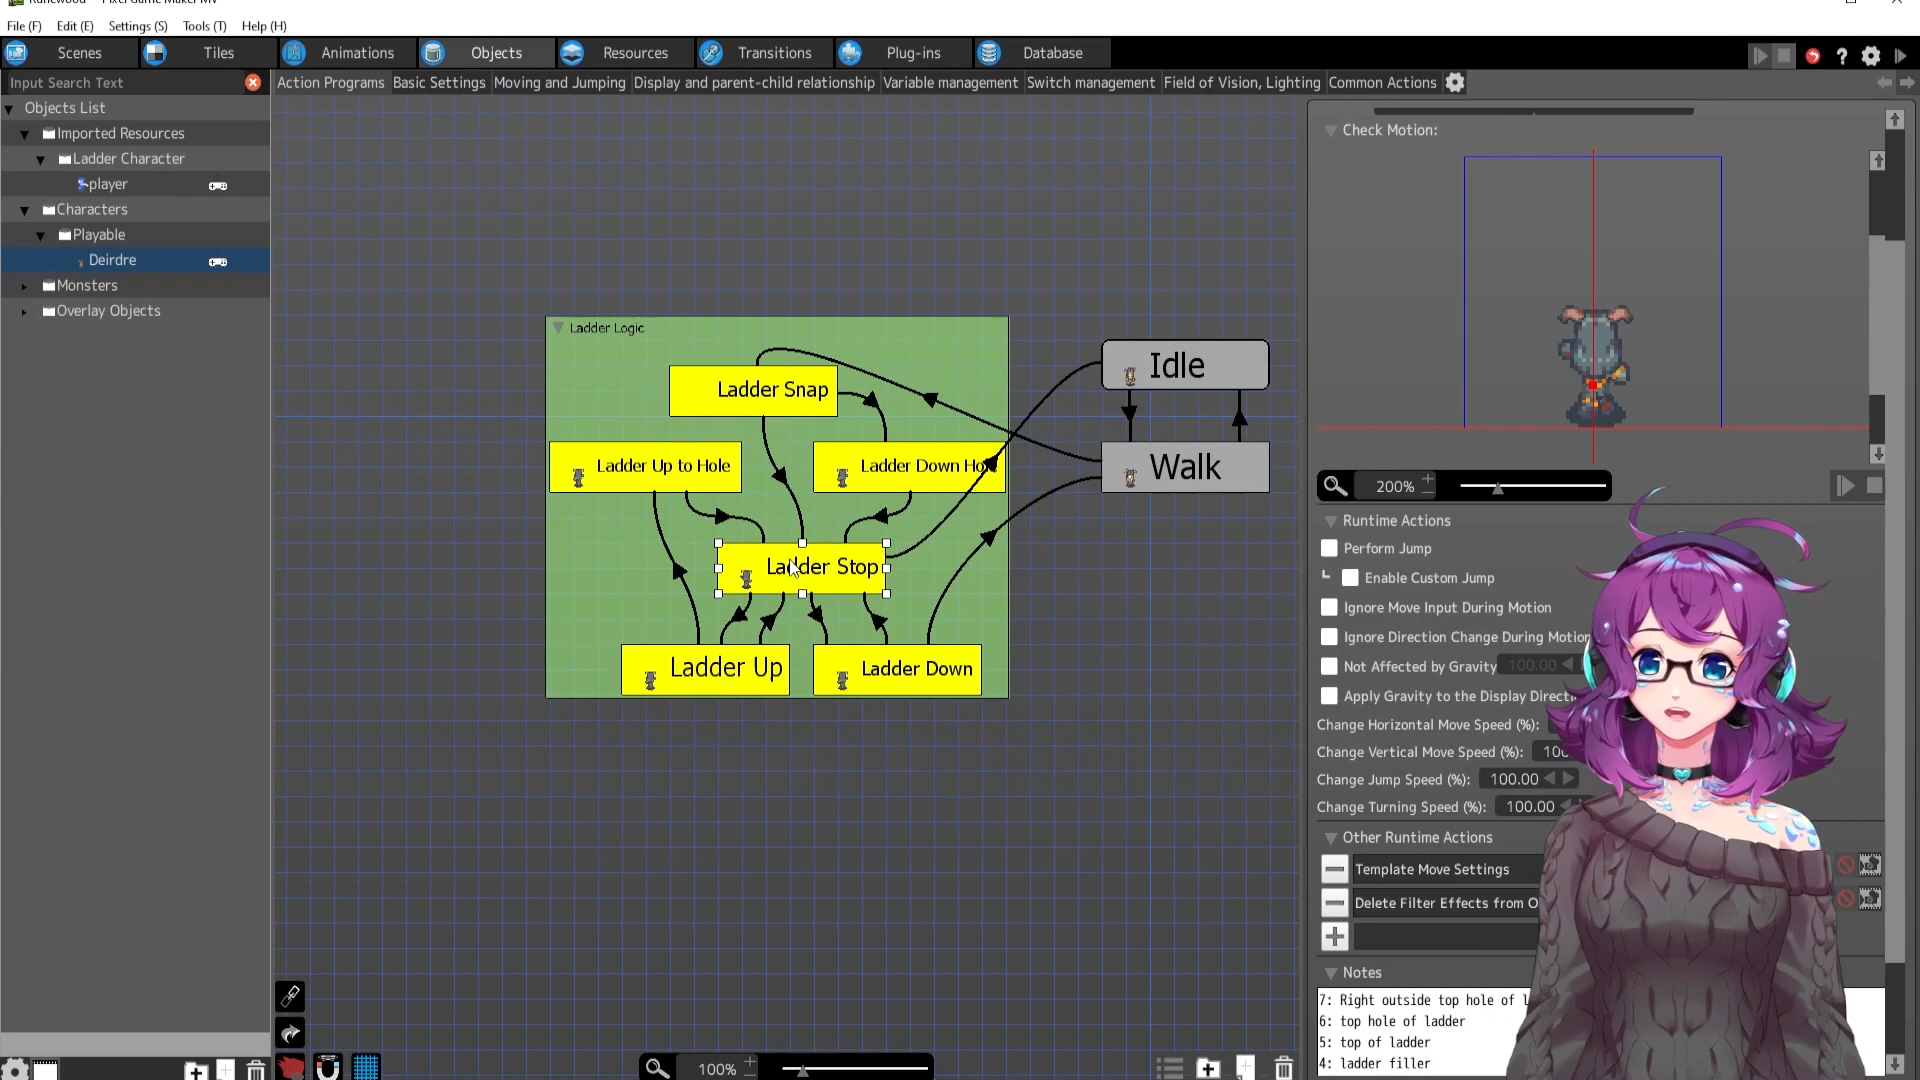 File (F) Edit (E) Settings (S) Tools (T) Help (H)
Scenes Tiles Animations Objects Resources Transitions Plug-ins Database
Input Search Text
Action Programs Basic Settings Moving and Jumping Display and parent-child relationship Variable management Switch management Field of Vision, Lighting Common Actions
Objects List
Imported Resources
Ladder Character
player
Characters
Playable
Deirdre
Monsters
Overlay Objects
Ladder Logic
Ladder Snap
Ladder Up to Hole
Ladder Down Ho
Ladder Stop
Ladder Up
Ladder Down
Idle
Walk
100%
Check Motion:
200%
Runtime Actions
Perform Jump
Enable Custom Jump
Ignore Move Input During Motion
Ignore Direction Change During Motion
Not Affected by Gravity 100.00
Apply Gravity to the Display Directi
Change Horizontal Move Speed (%):
Change Vertical Move Speed (%): 100
Change Jump Speed (%): 100.00
Change Turning Speed (%): 100.00
Other Runtime Actions
Template Move Settings
Delete Filter Effects from O
Notes
7: Right outside top hole of l
6: top hole of ladder
5: top of ladder
4: ladder filler